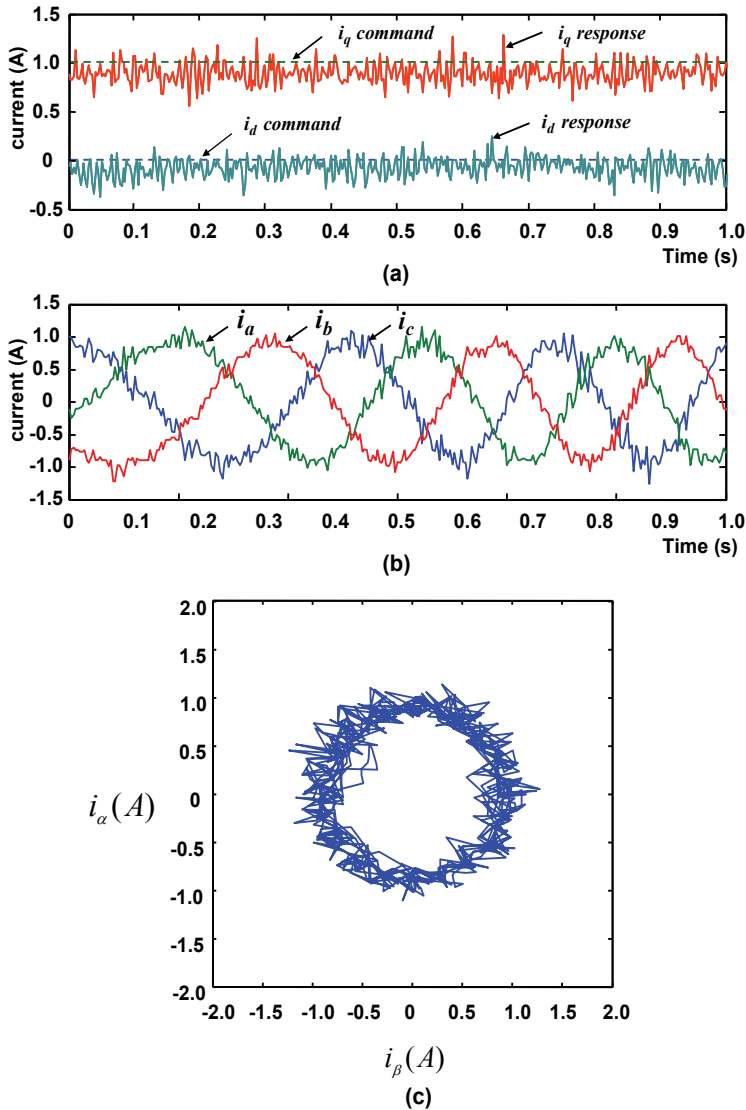 1.5
i_q command
i_q response
1.0
current (A)
0.5
i_d command
i_d response
0
-0.5
0 0.1 0.2 0.3 0.4 0.5 0.6 0.7 0.8 0.9 1.0
Time (s)
(a)
1.5
i_a i_b i_c
1.0
current (A)
0.5
0
-0.5
-1.0
-1.5
0 0.1 0.2 0.3 0.4 0.5 0.6 0.7 0.8 0.9 1.0
Time (s)
(b)
2.0
1.5
1.0
0.5
i_α(A)
0
-0.5
-1.0
-1.5
-2.0
-2.0 -1.5 -1.0 -0.5 0 0.5 1.0 1.5 2.0
i_β(A)
(c)